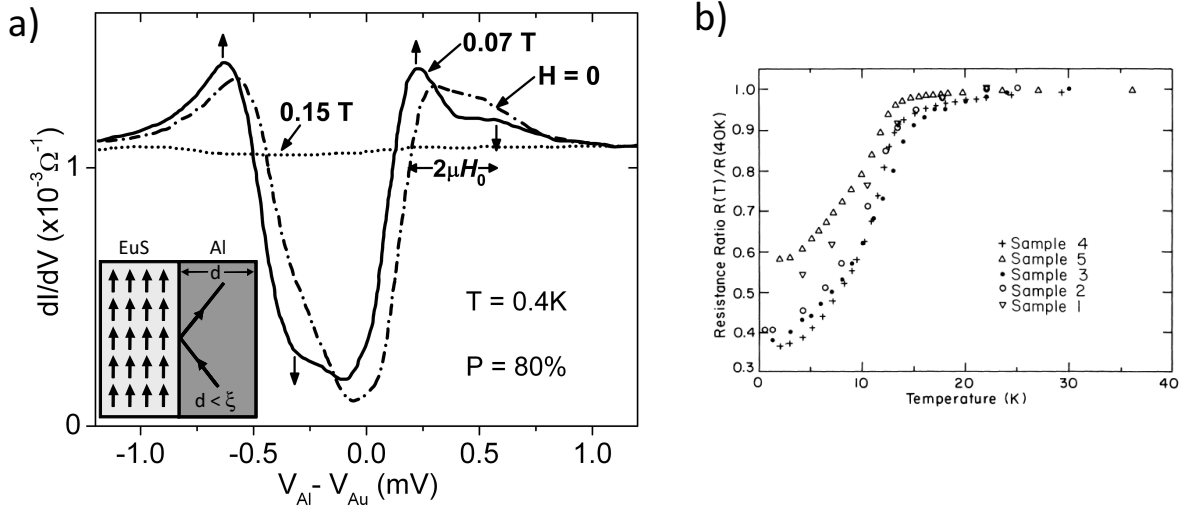 a)
0.07 T
H = 0
0.15 T
2μH₀
EuS
Al
d
d < ξ
T = 0.4K
P = 80%
dI/dV (x10⁻³Ω⁻¹)
1
0
-1.0 -0.5 0.0 0.5 1.0
V_Al - V_Au (mV)
b)
Resistance Ratio R(T)/R(40K)
1.0
0.9
0.8
0.7
0.6
0.5
0.4
0.3
+ Sample 4
△ Sample 5
• Sample 3
○ Sample 2
▽ Sample 1
0 10 20 30 40
Temperature (K)